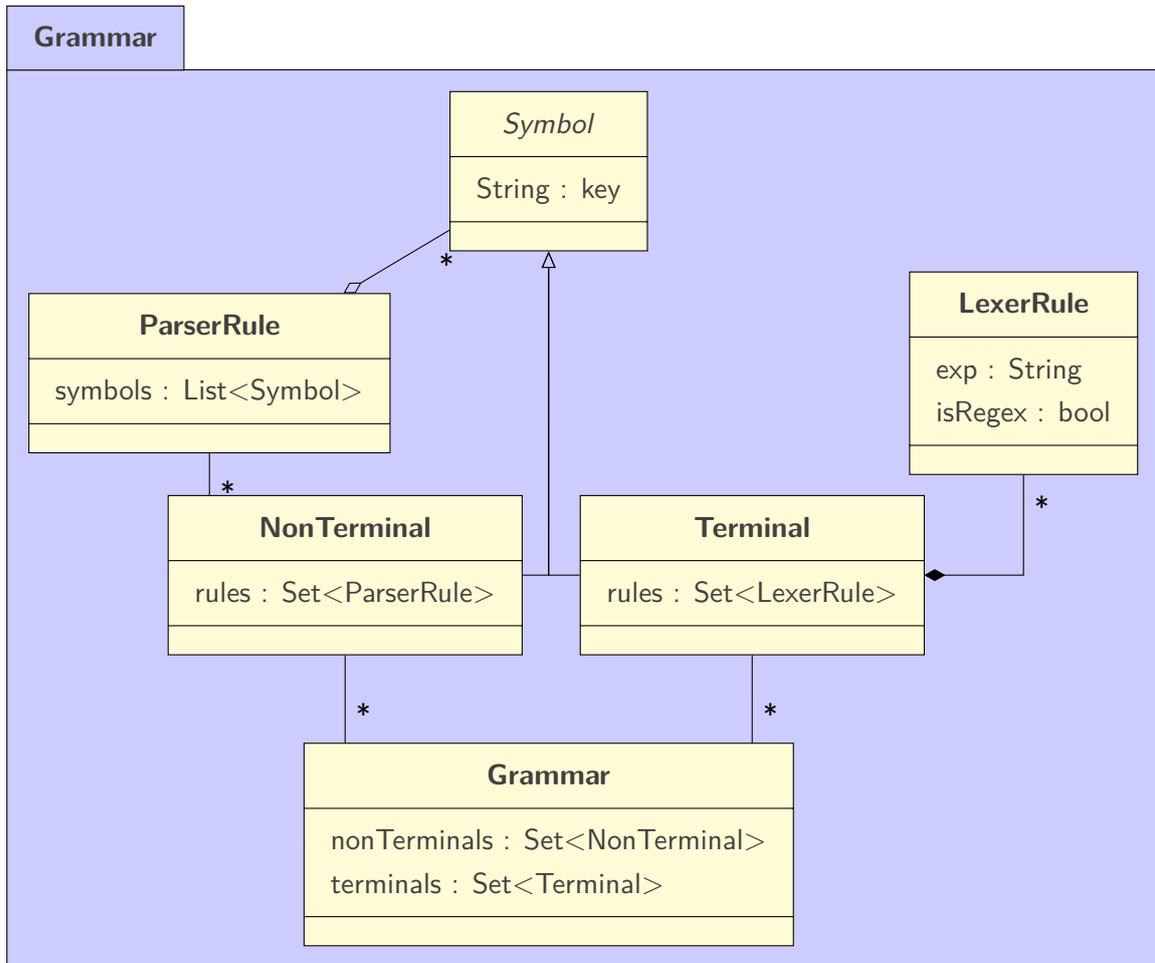 Grammar
Symbol
String : key
*
ParserRule
symbols : List<Symbol>
LexerRule
exp : String
isRegex : bool
*
*
NonTerminal
rules : Set<ParserRule>
Terminal
rules : Set<LexerRule>
*
*
Grammar
nonTerminals : Set<NonTerminal>
terminals : Set<Terminal>